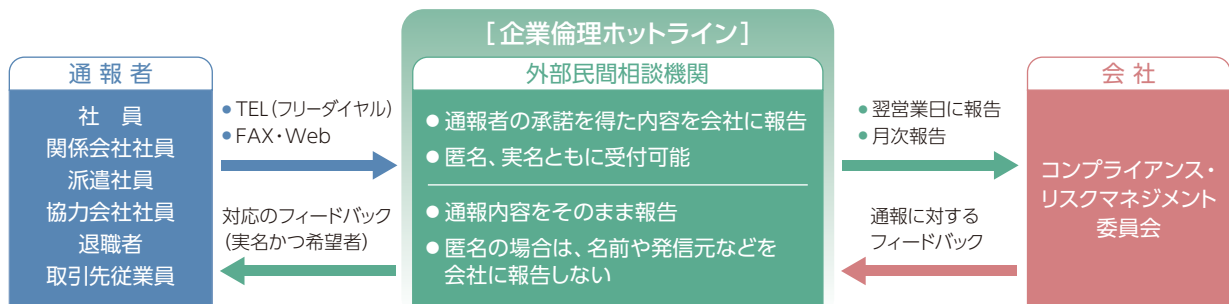 [企業倫理ホットライン]
通報者
社 員
関係会社社員
派遣社員
協力会社社員
退職者
取引先従業員
● TEL(フリーダイヤル)
● FAX・Web
対応のフィードバック
(実名かつ希望者)
外部民間相談機関
● 通報者の承諾を得た内容を会社に報告
● 匿名、実名ともに受付可能
● 通報内容をそのまま報告
● 匿名の場合は、名前や発信元などを
会社に報告しない
● 翌営業日に報告
● 月次報告
通報に対する
フィードバック
会 社
コンプライアンス・
リスクマネジメント
委員会